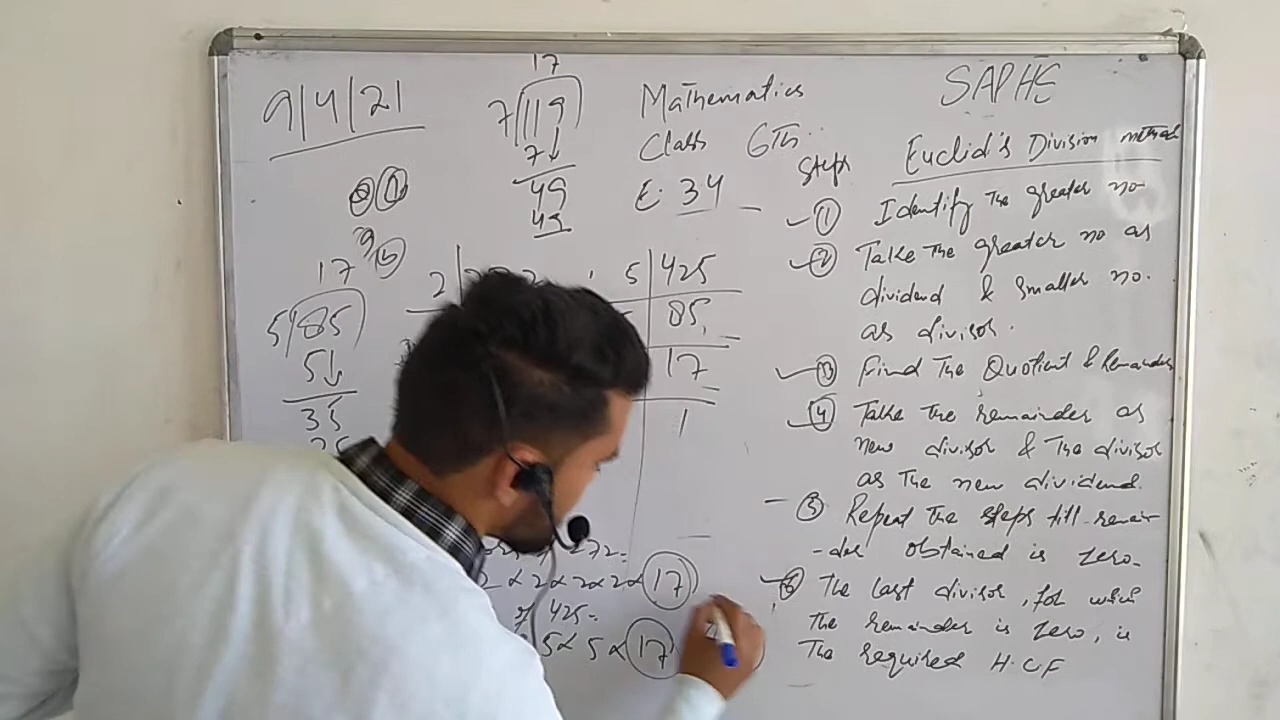 9/4/21
17
7 119
7
49
49
17
5 85
5
35
Mathematics
Class 6Th
E: 34
2
5 425
85
17
1
272=
2 × 2 × 2 × 2 × 17
of 425=
5 × 5 × 17
SAPHE
Euclid's Division method
Steps
① Identify The greater no
② Take The greater no as
dividend & smaller no.
as divisor.
③ Find The Quotient & Remainder
④ Take The remainder as
new divisor & The divisor
as The new dividend.
⑤ Repeat The steps till remain-
-der obtained is zero.
⑥ The last divisor, for which
The remainder is zero, is
The required H.C.F